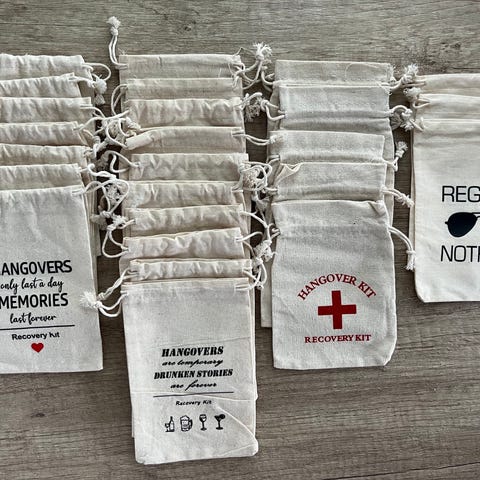 HANGOVERS
only last a day
MEMORIES
last forever
Recovery Kit
HANGOVERS
are temporary
DRUNKEN STORIES
are forever
Recovery Kit
HANGOVER KIT
RECOVERY KIT
REG
NOTH